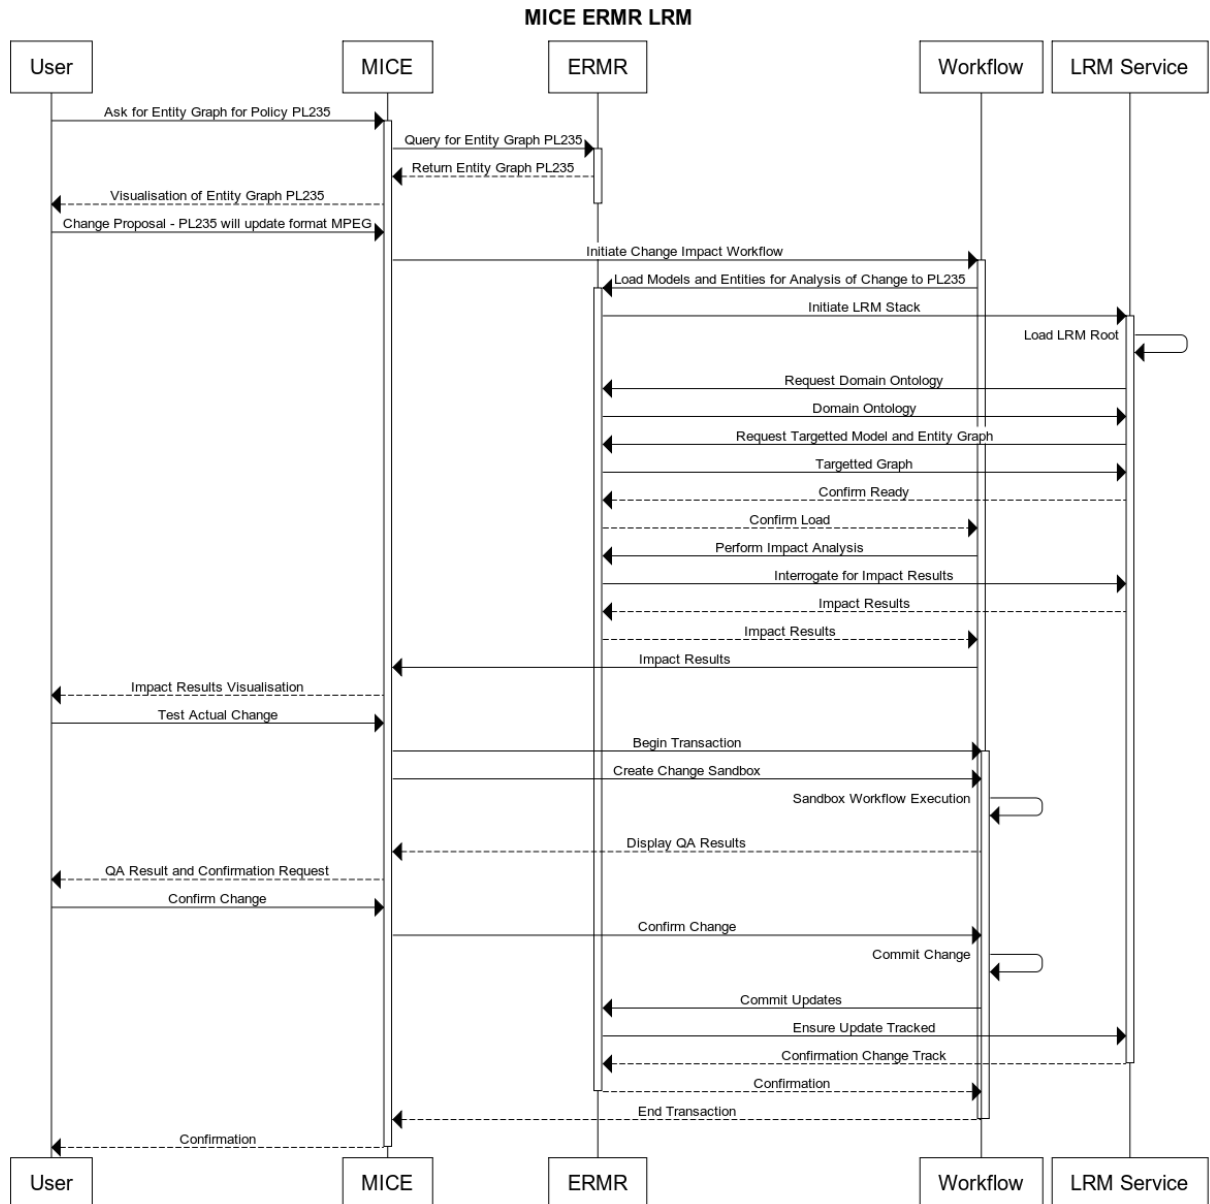 MICE ERMR LRM
User
MICE
ERMR
Workflow
LRM Service
Ask for Entity Graph for Policy PL235
Query for Entity Graph PL235
Return Entity Graph PL235
Visualisation of Entity Graph PL235
Change Proposal - PL235 will update format MPEG
Initiate Change Impact Workflow
Load Models and Entities for Analysis of Change to PL235
Initiate LRM Stack
Load LRM Root
Request Domain Ontology
Domain Ontology
Request Targetted Model and Entity Graph
Targetted Graph
Confirm Ready
Confirm Load
Perform Impact Analysis
Interrogate for Impact Results
Impact Results
Impact Results
Impact Results
Impact Results Visualisation
Test Actual Change
Begin Transaction
Create Change Sandbox
Sandbox Workflow Execution
Display QA Results
QA Result and Confirmation Request
Confirm Change
Confirm Change
Commit Change
Commit Updates
Ensure Update Tracked
Confirmation Change Track
Confirmation
End Transaction
Confirmation
User
MICE
ERMR
Workflow
LRM Service